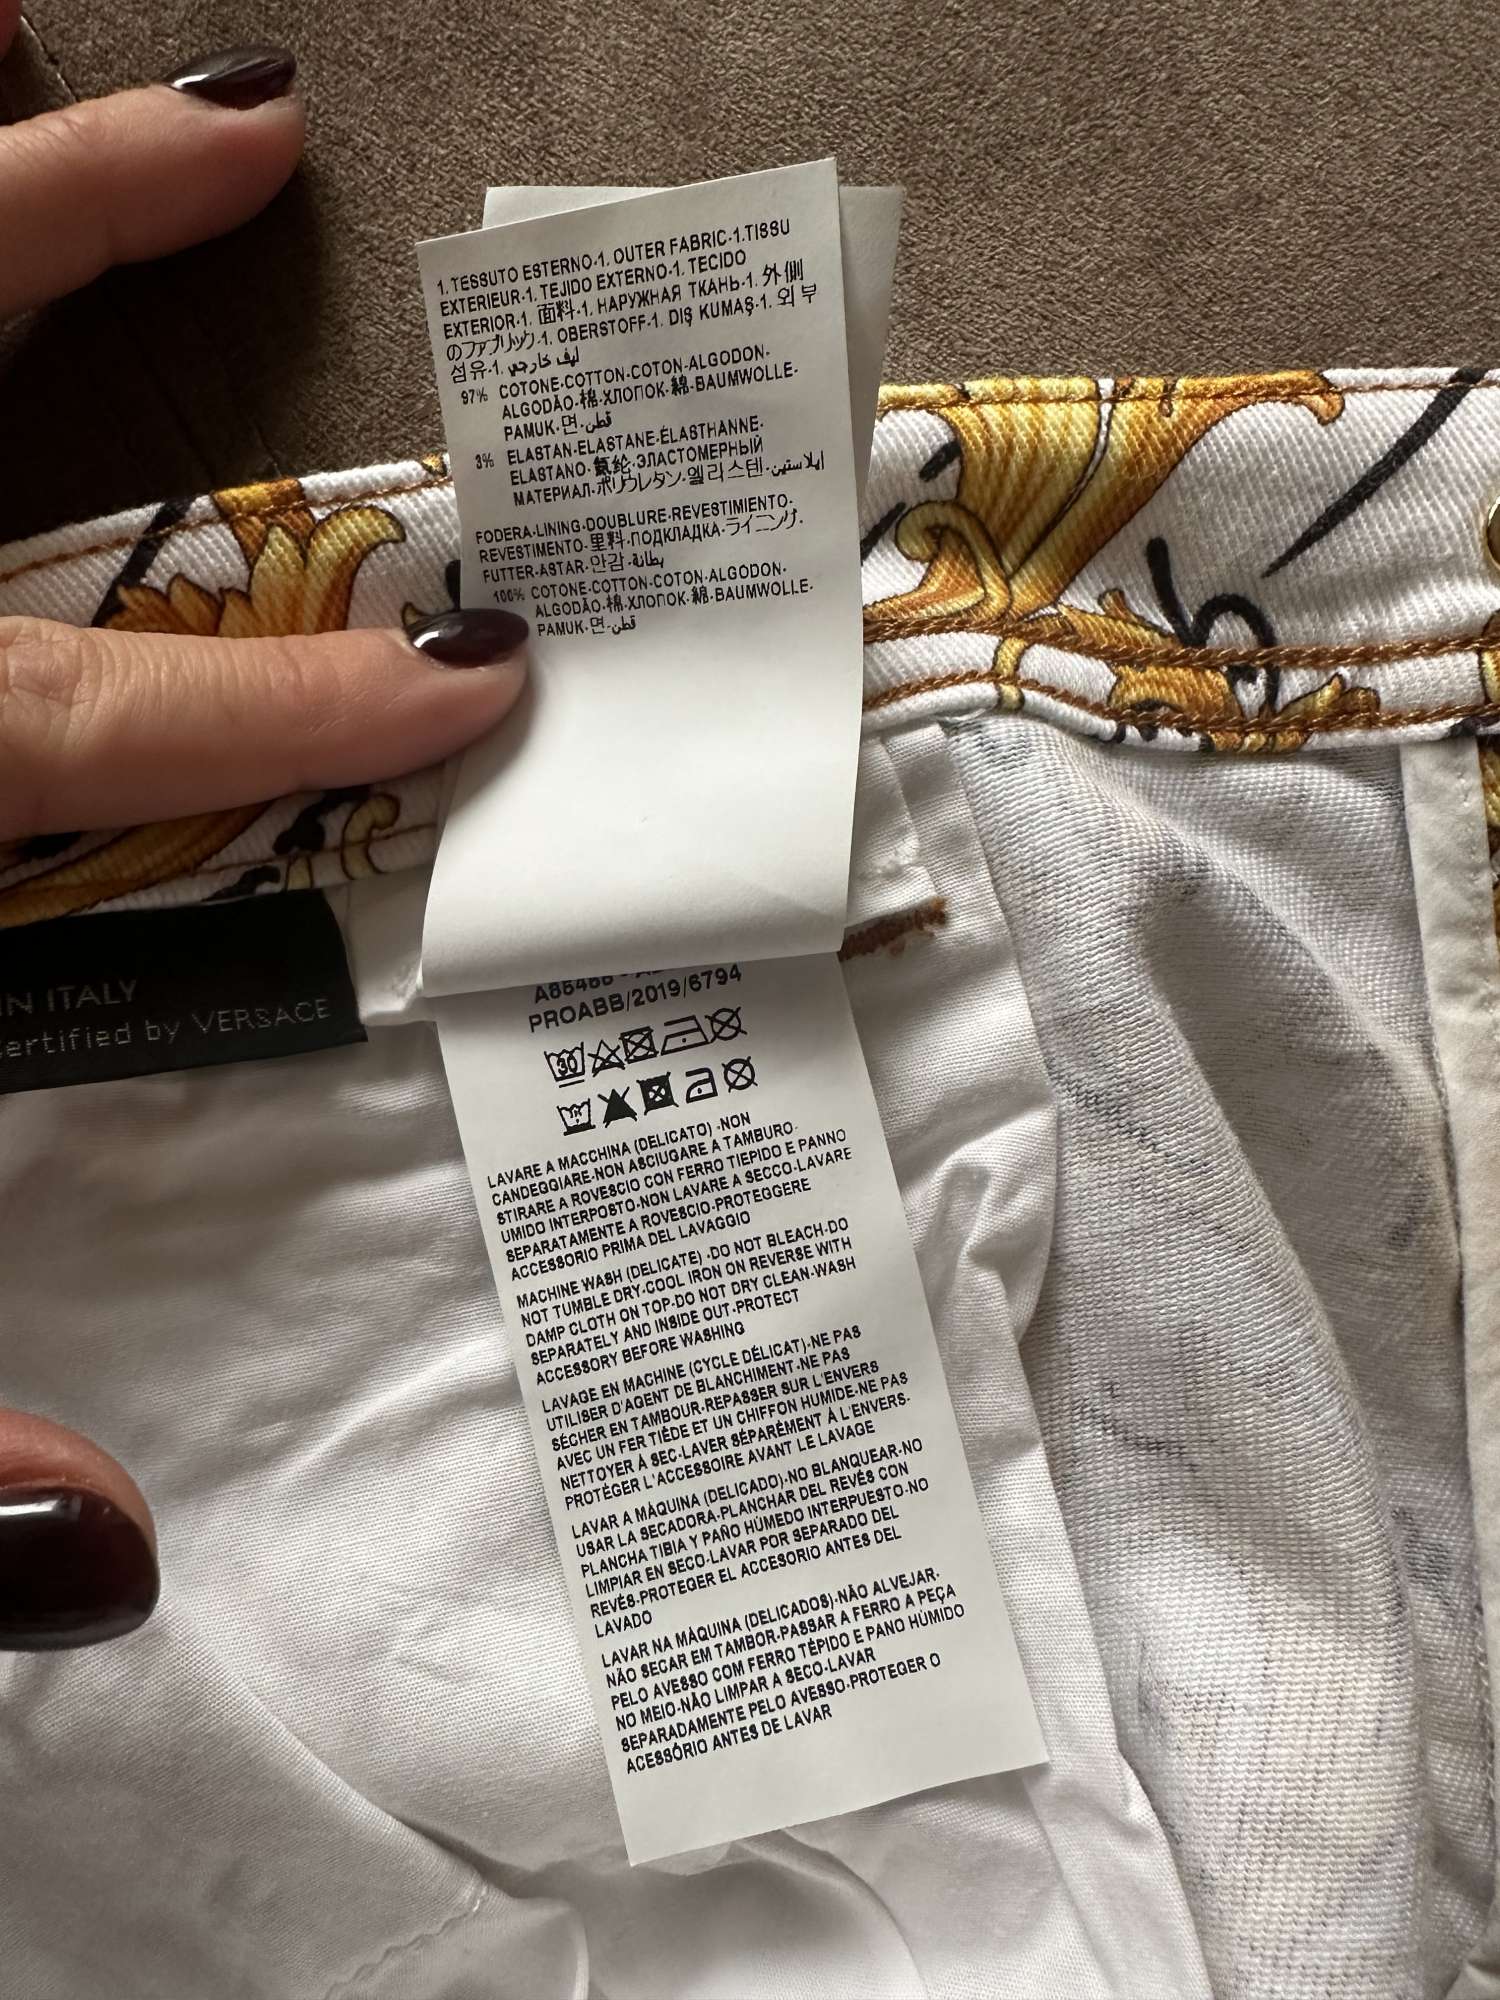 1. TESSUTO ESTERNO-1. OUTER FABRIC-1.TISSU
EXTERIEUR-1. TEJIDO EXTERNO-1. TECIDO
EXTERIOR-1. 面料-1. НАРУЖНАЯ ТКАНЬ-1. 外側
のファブリック-1. OBERSTOFF-1. DIŞ KUMAŞ-1. 외부
섬유-1. ليف خارجي
97% COTONE-COTTON-COTON-ALGODON-
ALGODÃO-棉-ХЛОПОК-綿-BAUMWOLLE-
PAMUK-면-قطن
3% ELASTAN-ELASTANE-ÉLASTHANNE-
ELASTANO-氨纶-ЭЛАСТОМЕРНЫЙ
МАТЕРИАЛ-ポリウレタン-엘리스텐-ايلاستين
FODERA-LINING-DOUBLURE-REVESTIMIENTO-
REVESTIMENTO-里料-ПОДКЛАДКА-ライニング-
FUTTER-ASTAR-안감-بطانة
100% COTONE-COTTON-COTON-ALGODON-
ALGODÃO-棉-ХЛОПОК-綿-BAUMWOLLE-
PAMUK-면-قطن
IN ITALY
certified by VERSACE
PROABB/2019/6794
30
LAVARE A MACCHINA (DELICATO) -NON
CANDEGGIARE-NON ASCIUGARE A TAMBURO-
STIRARE A ROVESCIO CON FERRO TIEPIDO E PANNO
UMIDO INTERPOSTO-NON LAVARE A SECCO-LAVARE
SEPARATAMENTE A ROVESCIO-PROTEGGERE
ACCESSORIO PRIMA DEL LAVAGGIO
MACHINE WASH (DELICATE) -DO NOT BLEACH-DO
NOT TUMBLE DRY-COOL IRON ON REVERSE WITH
DAMP CLOTH ON TOP-DO NOT DRY CLEAN-WASH
SEPARATELY AND INSIDE OUT-PROTECT
ACCESSORY BEFORE WASHING
LAVAGE EN MACHINE (CYCLE DÉLICAT)-NE PAS
UTILISER D'AGENT DE BLANCHIMENT-NE PAS
SÉCHER EN TAMBOUR-REPASSER SUR L'ENVERS
AVEC UN FER TIÈDE ET UN CHIFFON HUMIDE-NE PAS
NETTOYER À SEC-LAVER SÉPARÉMENT À L'ENVERS-
PROTÉGER L'ACCESSOIRE AVANT LE LAVAGE
LAVAR A MÁQUINA (DELICADO)-NO BLANQUEAR-NO
USAR LA SECADORA-PLANCHAR DEL REVÉS CON
PLANCHA TIBIA Y PAÑO HÚMEDO INTERPUESTO-NO
LIMPIAR EN SECO-LAVAR POR SEPARADO DEL
REVÉS-PROTEGER EL ACCESORIO ANTES DEL
LAVADO
LAVAR NA MÁQUINA (DELICADOS)-NÃO ALVEJAR-
NÃO SECAR EM TAMBOR-PASSAR A FERRO A PEÇA
PELO AVESSO COM FERRO TÉPIDO E PANO HÚMIDO
NO MEIO-NÃO LIMPAR A SECO-LAVAR
SEPARADAMENTE PELO AVESSO-PROTEGER O
ACESSÓRIO ANTES DE LAVAR